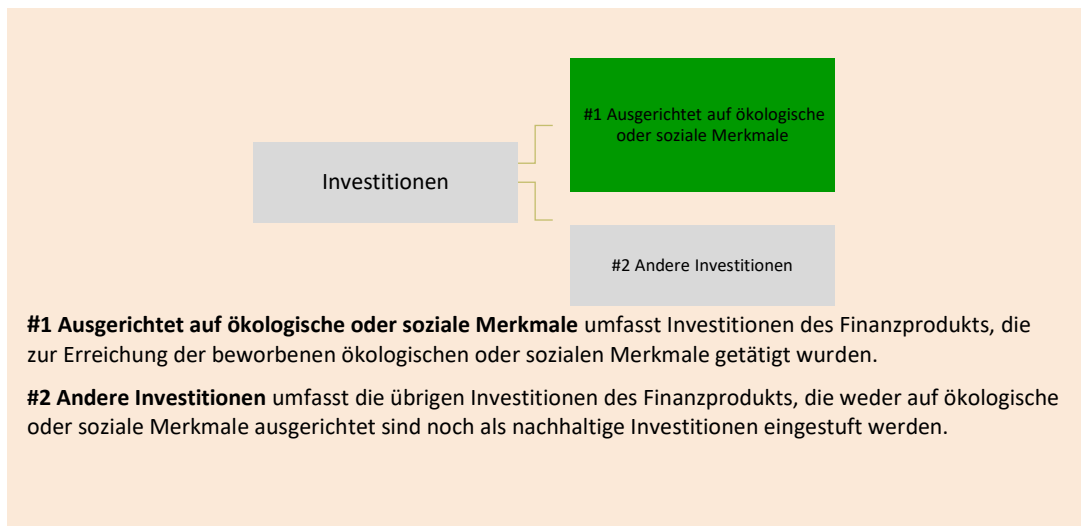 #1 Ausgerichtet auf ökologische
oder soziale Merkmale
Investitionen
#2 Andere Investitionen
#1 Ausgerichtet auf ökologische oder soziale Merkmale umfasst Investitionen des Finanzprodukts, die
zur Erreichung der beworbenen ökologischen oder sozialen Merkmale getätigt wurden.
#2 Andere Investitionen umfasst die übrigen Investitionen des Finanzprodukts, die weder auf ökologische
oder soziale Merkmale ausgerichtet sind noch als nachhaltige Investitionen eingestuft werden.